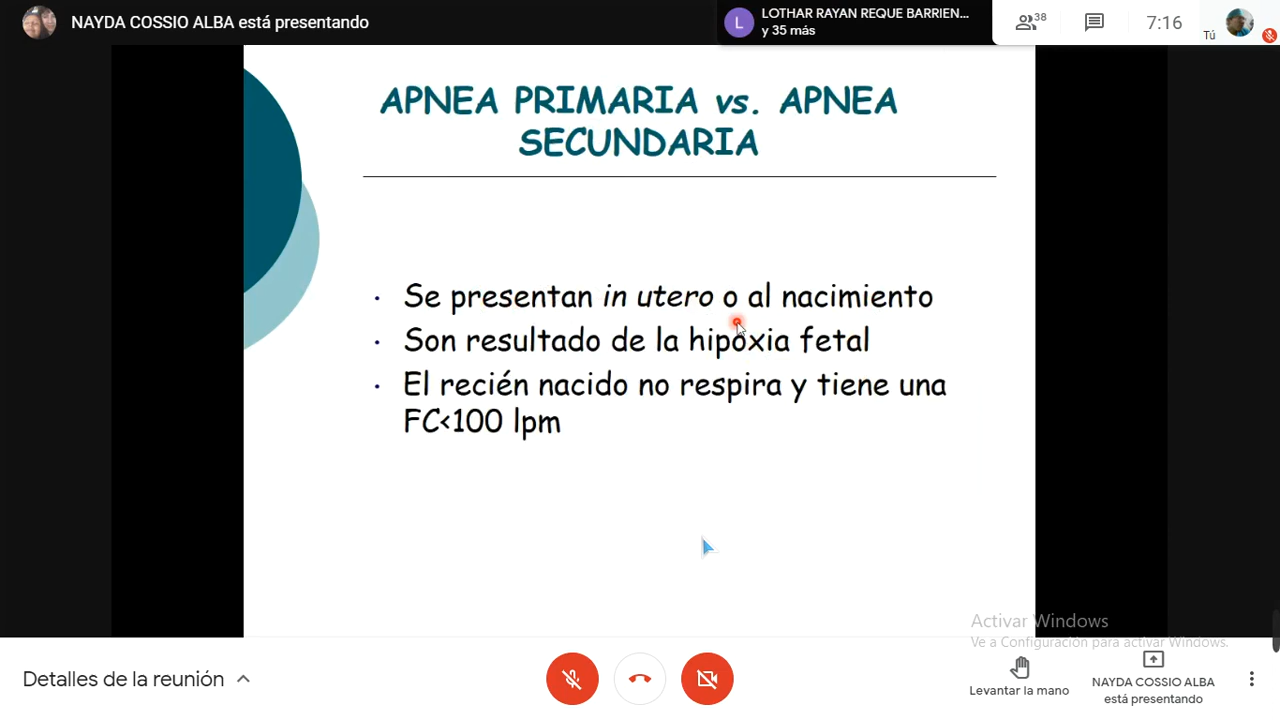 NAYDA COSSIO ALBA está presentando
L
LOTHAR RAYAN REQUE BARRIEN...
y 35 más
38
7:16
Tú
APNEA PRIMARIA vs. APNEA
SECUNDARIA
• Se presentan in utero o al nacimiento
• Son resultado de la hipoxia fetal
• El recién nacido no respira y tiene una
FC<100 lpm
Activar Windows
Ve a Configuración para activar Windows.
Detalles de la reunión
Levantar la mano
NAYDA COSSIO ALBA
está presentando